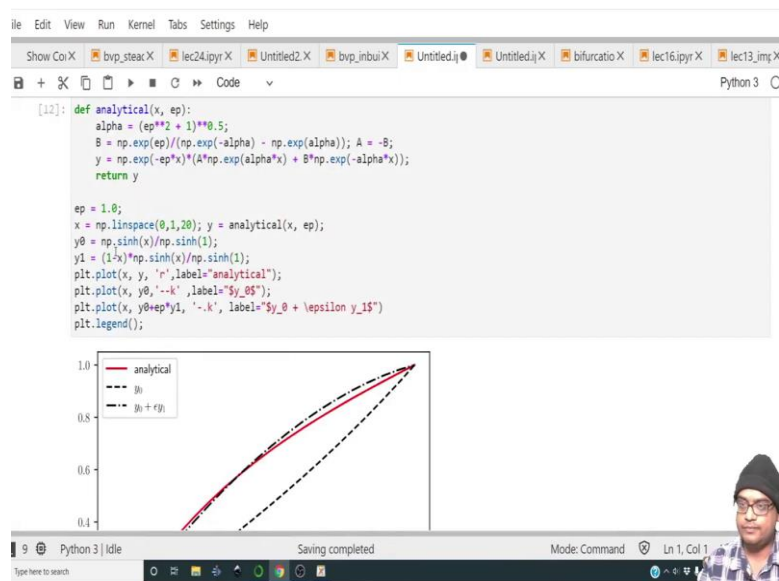 ile Edit View Run Kernel Tabs Settings Help
Show Co bvp_steac lec24.ipyr Untitled2. bvp_inbui Untitled.ij Untitled.ij bifurcatio lec16.ipyr lec13_img
Code Python 3
[12]: def analytical(x, ep):
alpha = (ep**2 + 1)**0.5;
B = np.exp(ep)/(np.exp(-alpha) - np.exp(alpha)); A = -B;
y = np.exp(-ep*x)*(A*np.exp(alpha*x) + B*np.exp(-alpha*x));
return y
ep = 1.0;
x = np.linspace(0,1,20); y = analytical(x, ep);
y0 = np.sinh(x)/np.sinh(1);
y1 = (1-x)*np.sinh(x)/np.sinh(1);
plt.plot(x, y, 'r',label="analytical");
plt.plot(x, y0,'--k' ,label="$y_0$");
plt.plot(x, y0+ep*y1, '-.k', label="$y_0 + \epsilon y_1$")
plt.legend();
1.0
analytical
y₀
y₀ + ϵy₁
0.8
0.6
0.4
9 Python 3 | Idle Saving completed Mode: Command Ln 1, Col 1
Type here to search